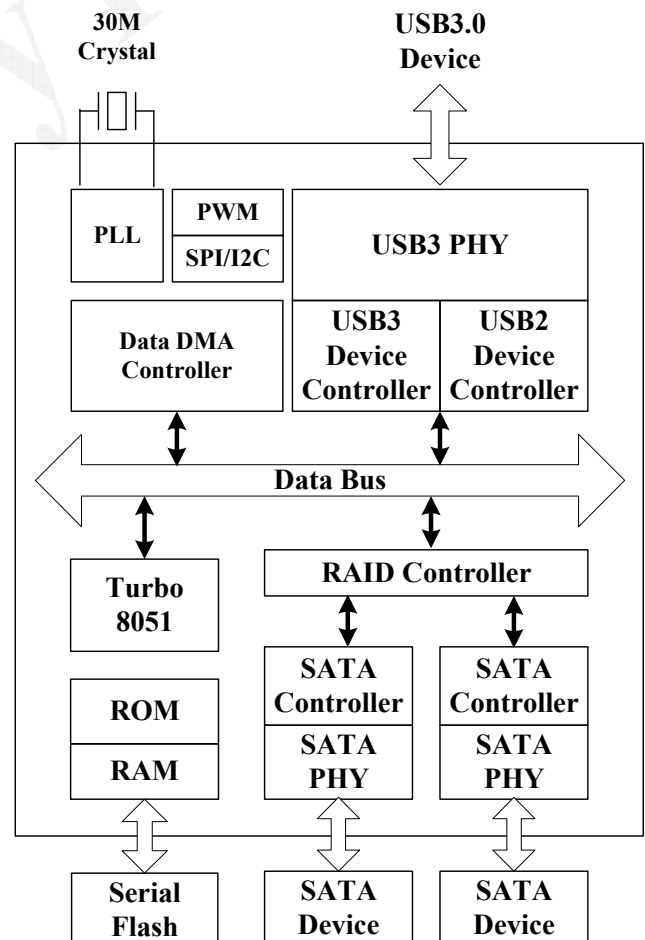 30M
Crystal
USB3.0
Device
PLL
PWM
SPI/I2C
USB3 PHY
Data DMA
Controller
USB3
Device
Controller
USB2
Device
Controller
Data Bus
Turbo
8051
RAID Controller
ROM
RAM
SATA
Controller
SATA
PHY
SATA
Controller
SATA
PHY
Serial
Flash
SATA
Device
SATA
Device